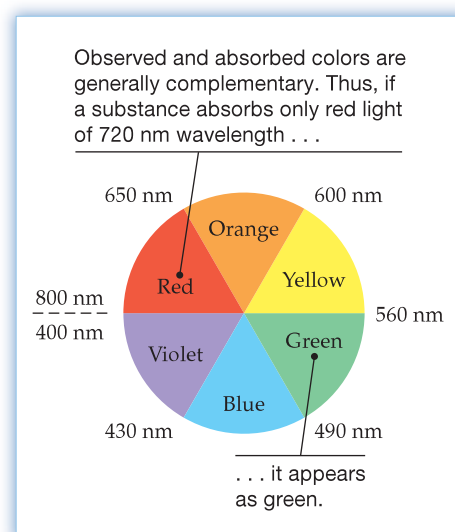 Observed and absorbed colors are
generally complementary. Thus, if
a substance absorbs only red light
of 720 nm wavelength . . .
650 nm
600 nm
Orange
Red
Yellow
800 nm
400 nm
560 nm
Violet
Green
Blue
430 nm
490 nm
. . . it appears
as green.